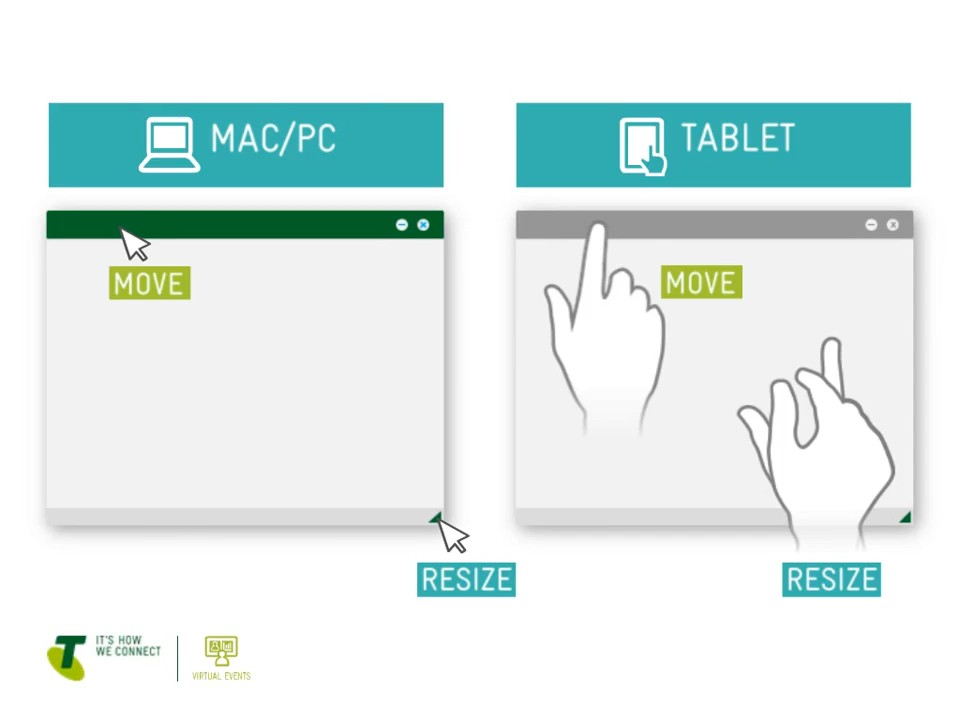 MAC/PC
TABLET
MOVE
MOVE
RESIZE
RESIZE
IT'S HOW
WE CONNECT
VIRTUAL EVENTS